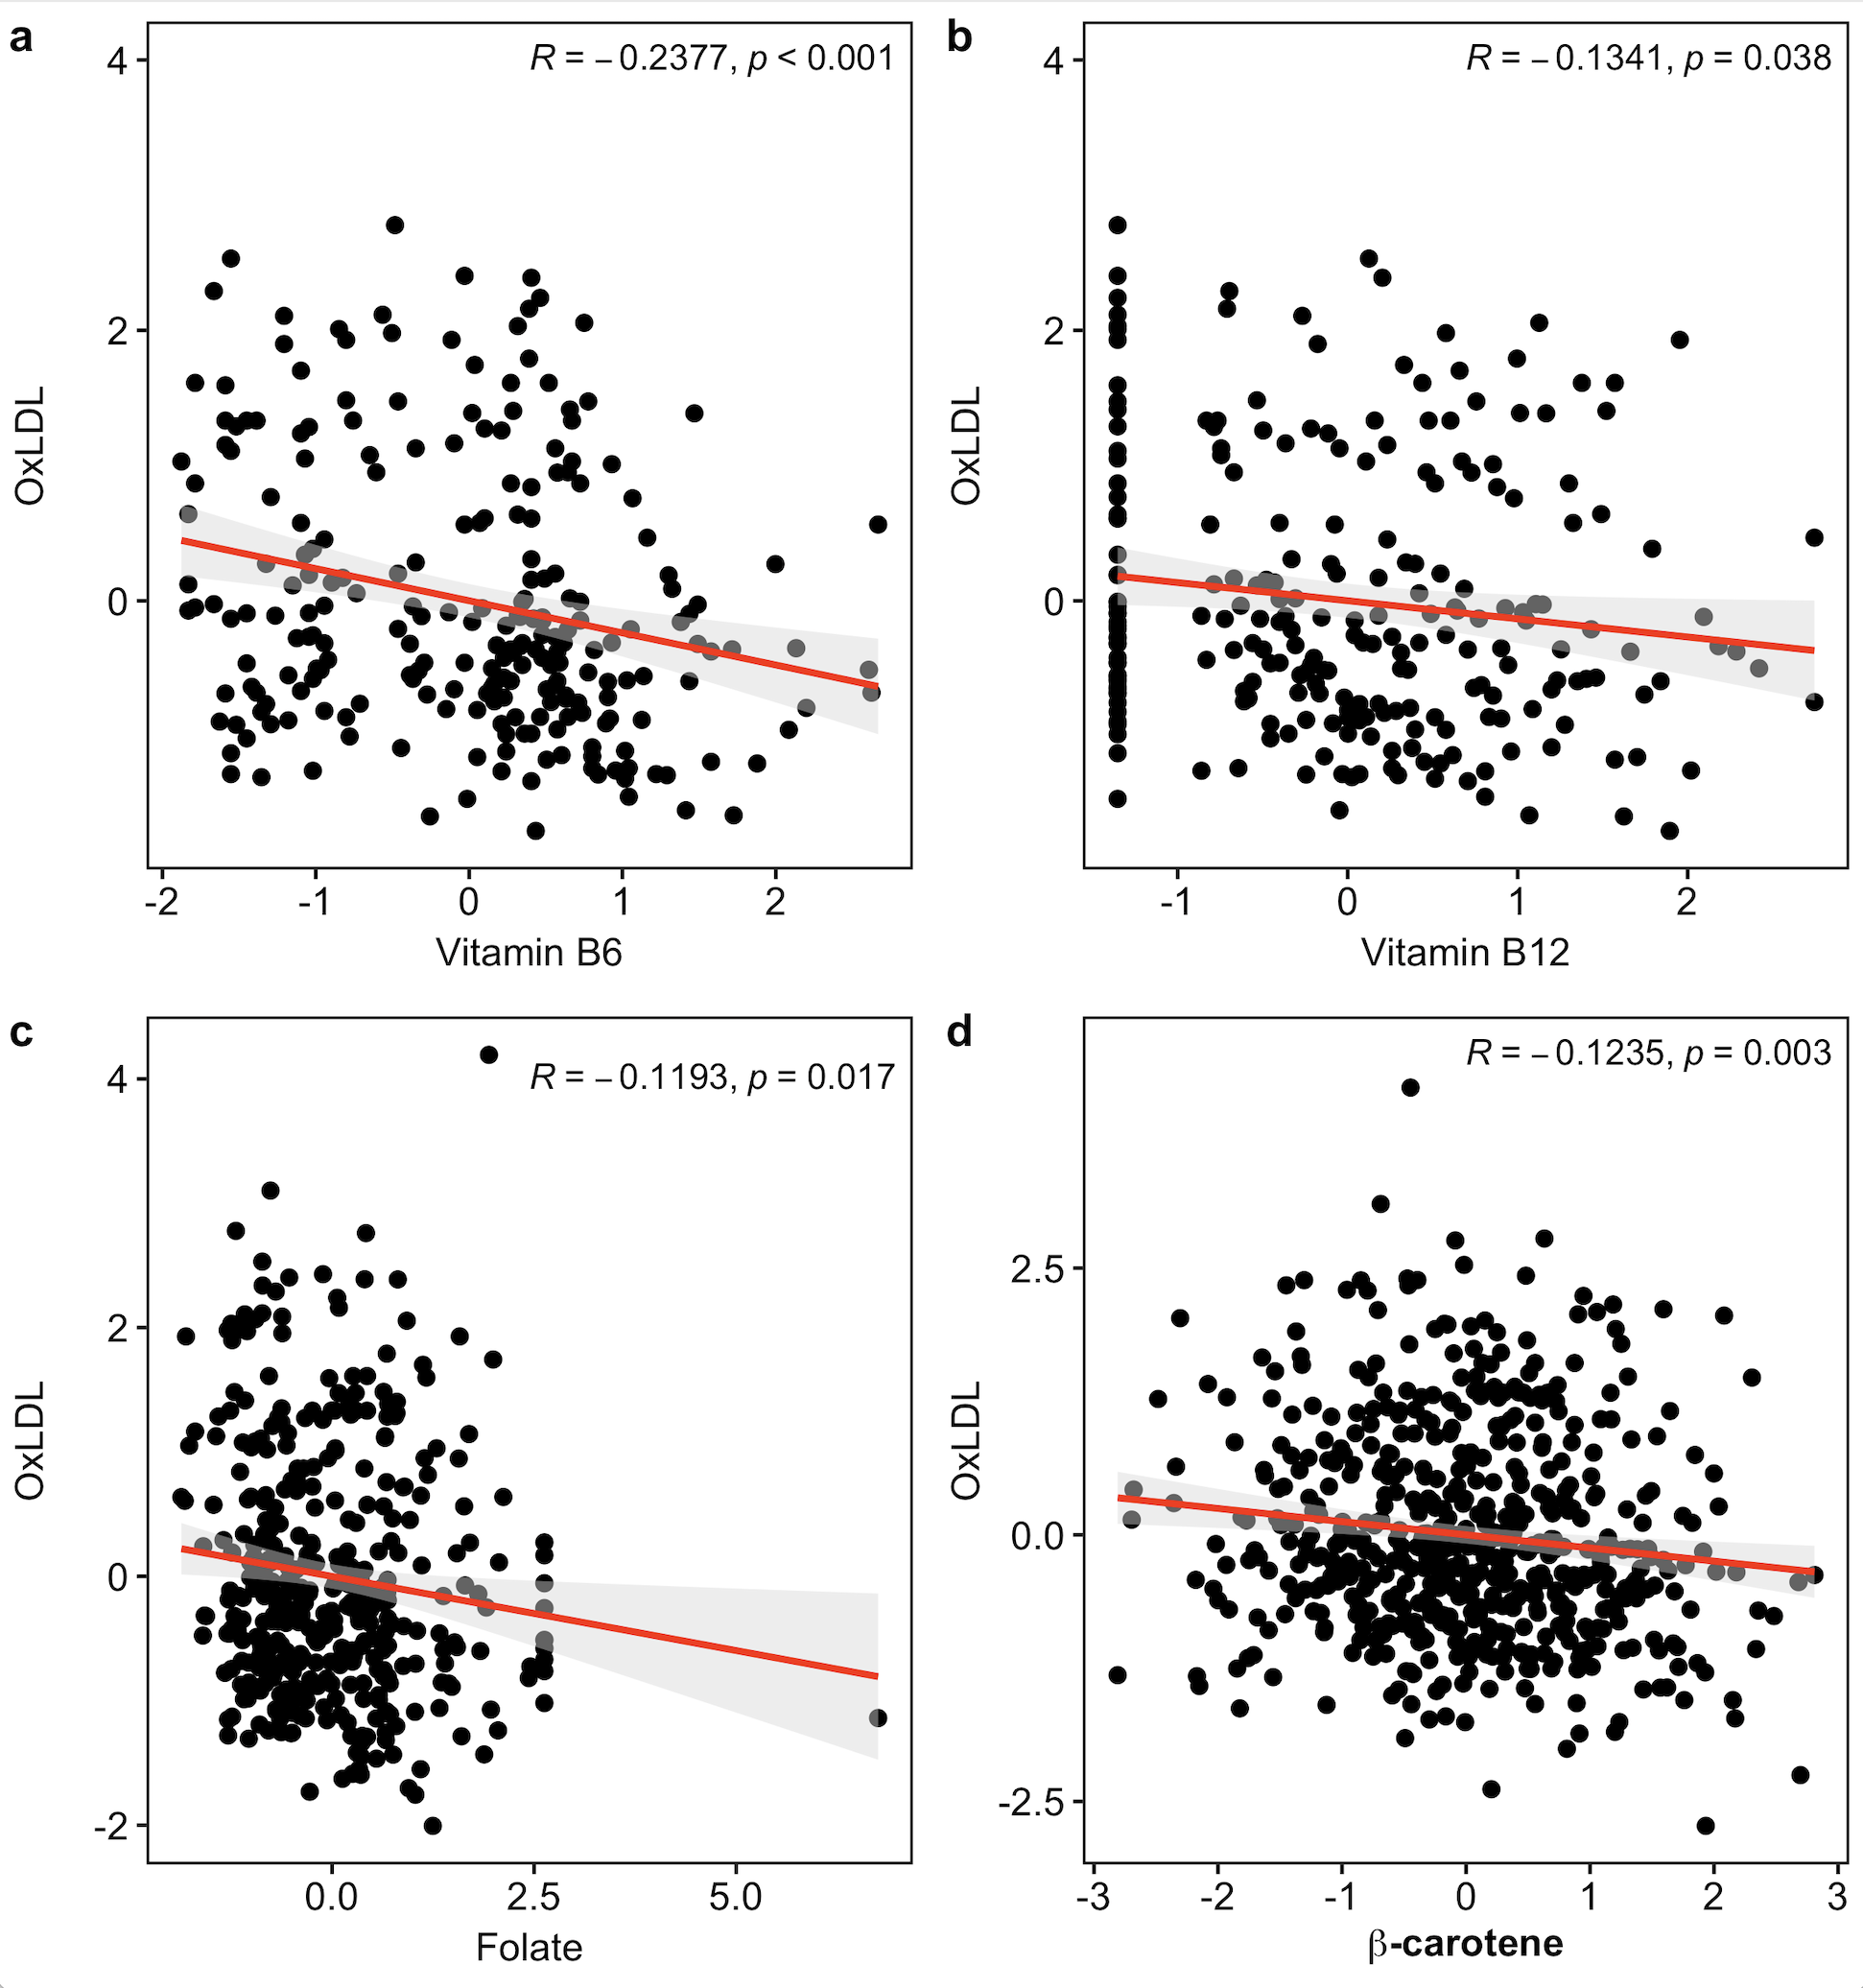 a
R = – 0.2377, p < 0.001
4
2
0
OxLDL
-2 -1 0 1 2
Vitamin B6
b
R = – 0.1341, p = 0.038
4
2
0
OxLDL
-1 0 1 2
Vitamin B12
c
R = – 0.1193, p = 0.017
4
2
0
-2
OxLIDL
0.0 2.5 5.0
Folate
d
R = – 0.1235, p = 0.003
2.5
0.0
-2.5
OxLIDL
-3 -2 -1 0 1 2 3
β-carotene